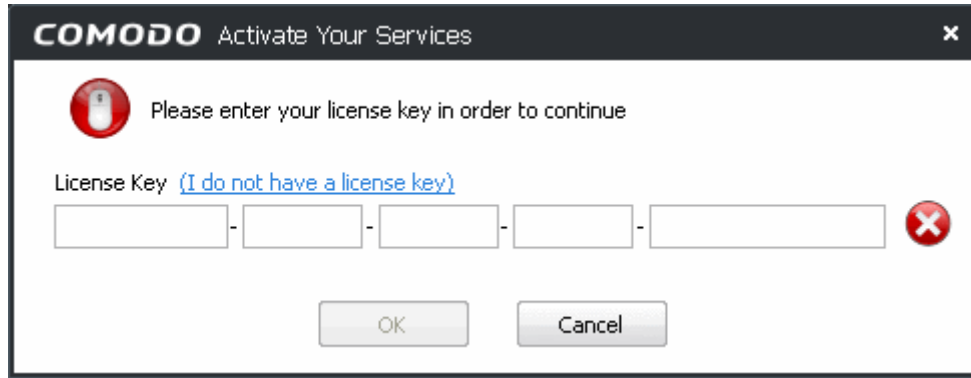 COMODO Activate Your Services
Please enter your license key in order to continue
License Key (I do not have a license key)
- - - -
OK Cancel